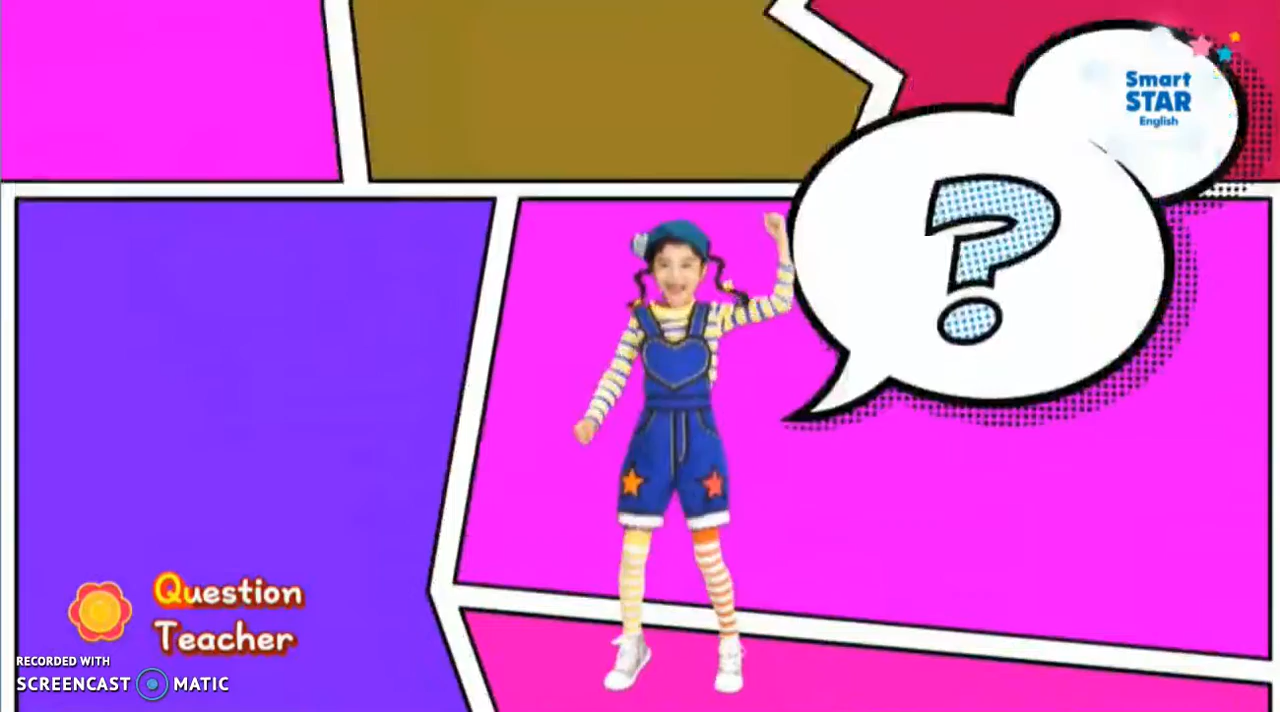 Smart
STAR
English
?
Question
Teacher
RECORDED WITH
SCREENCAST MATIC